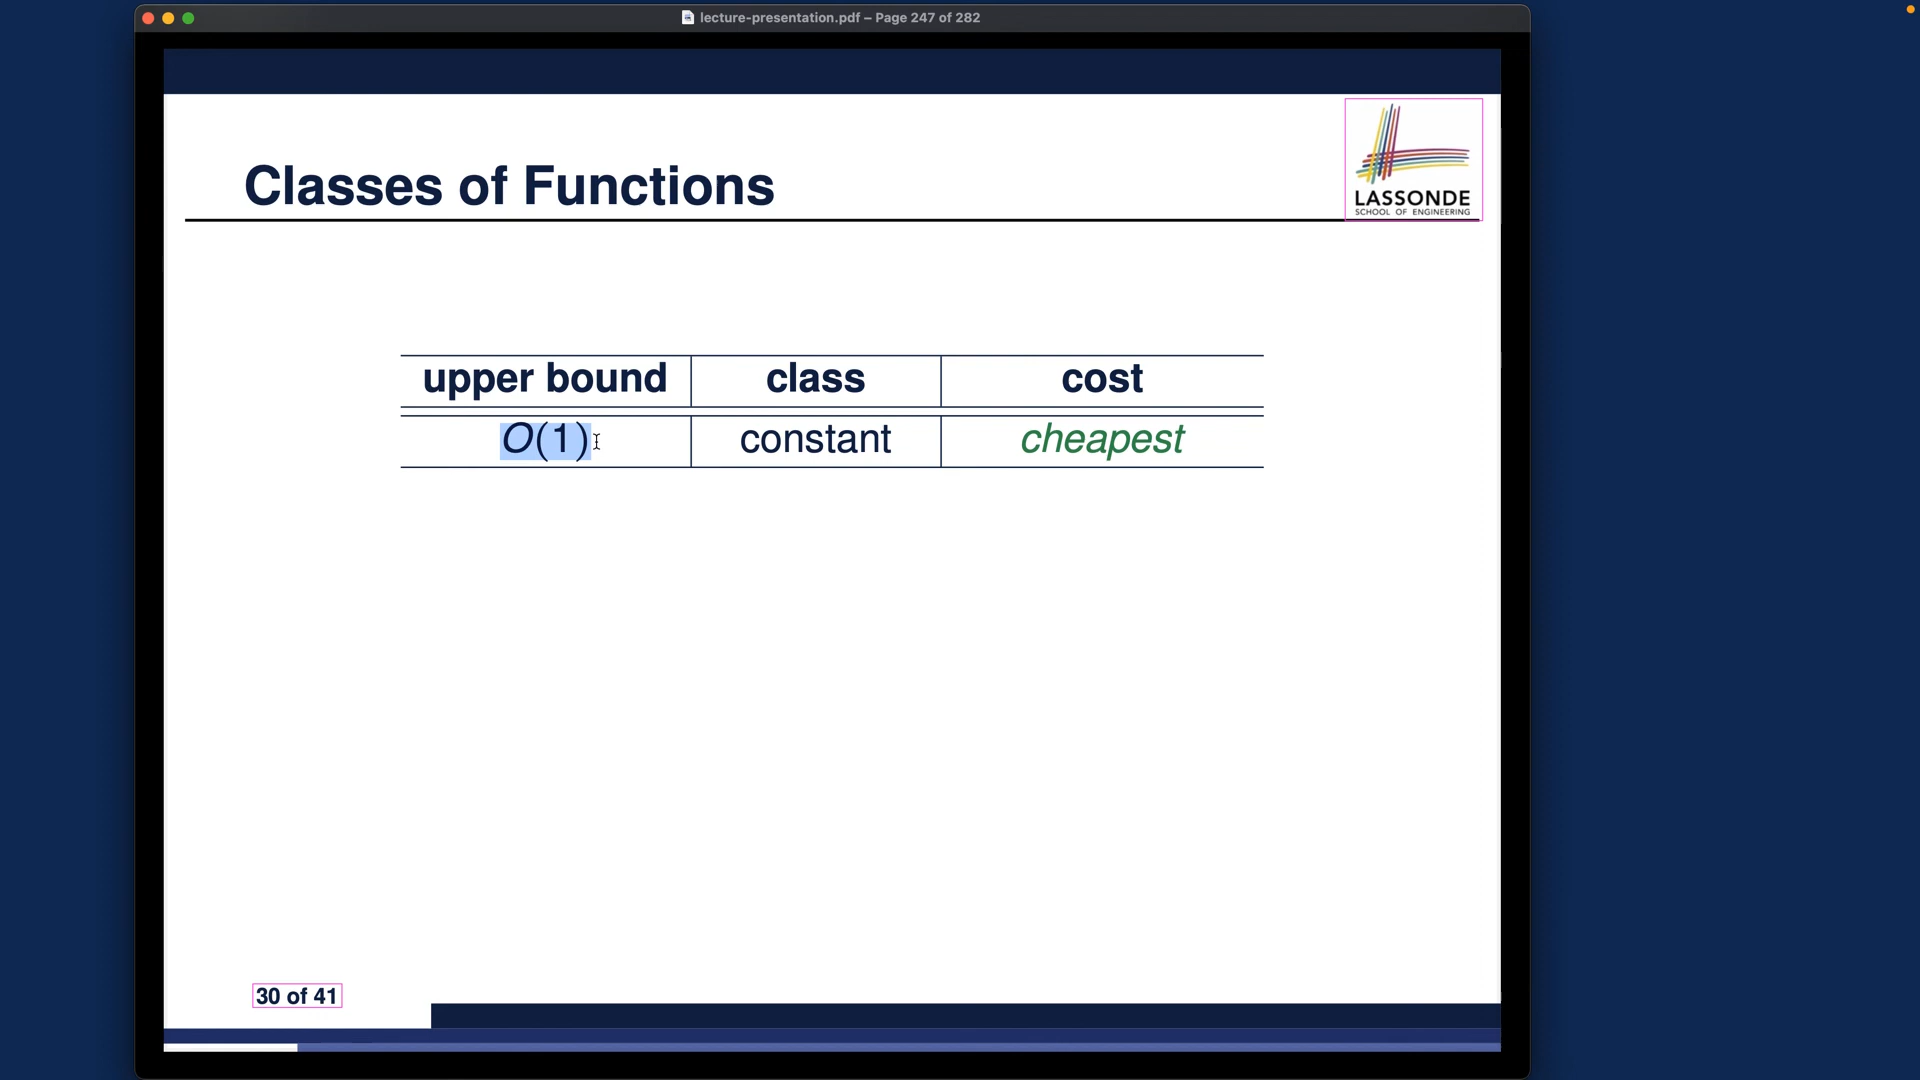 lecture-presentation.pdf – Page 247 of 282
LASSONDE
SCHOOL OF ENGINEERING
Classes of Functions
upper bound class cost
O(1) constant cheapest
30 of 41